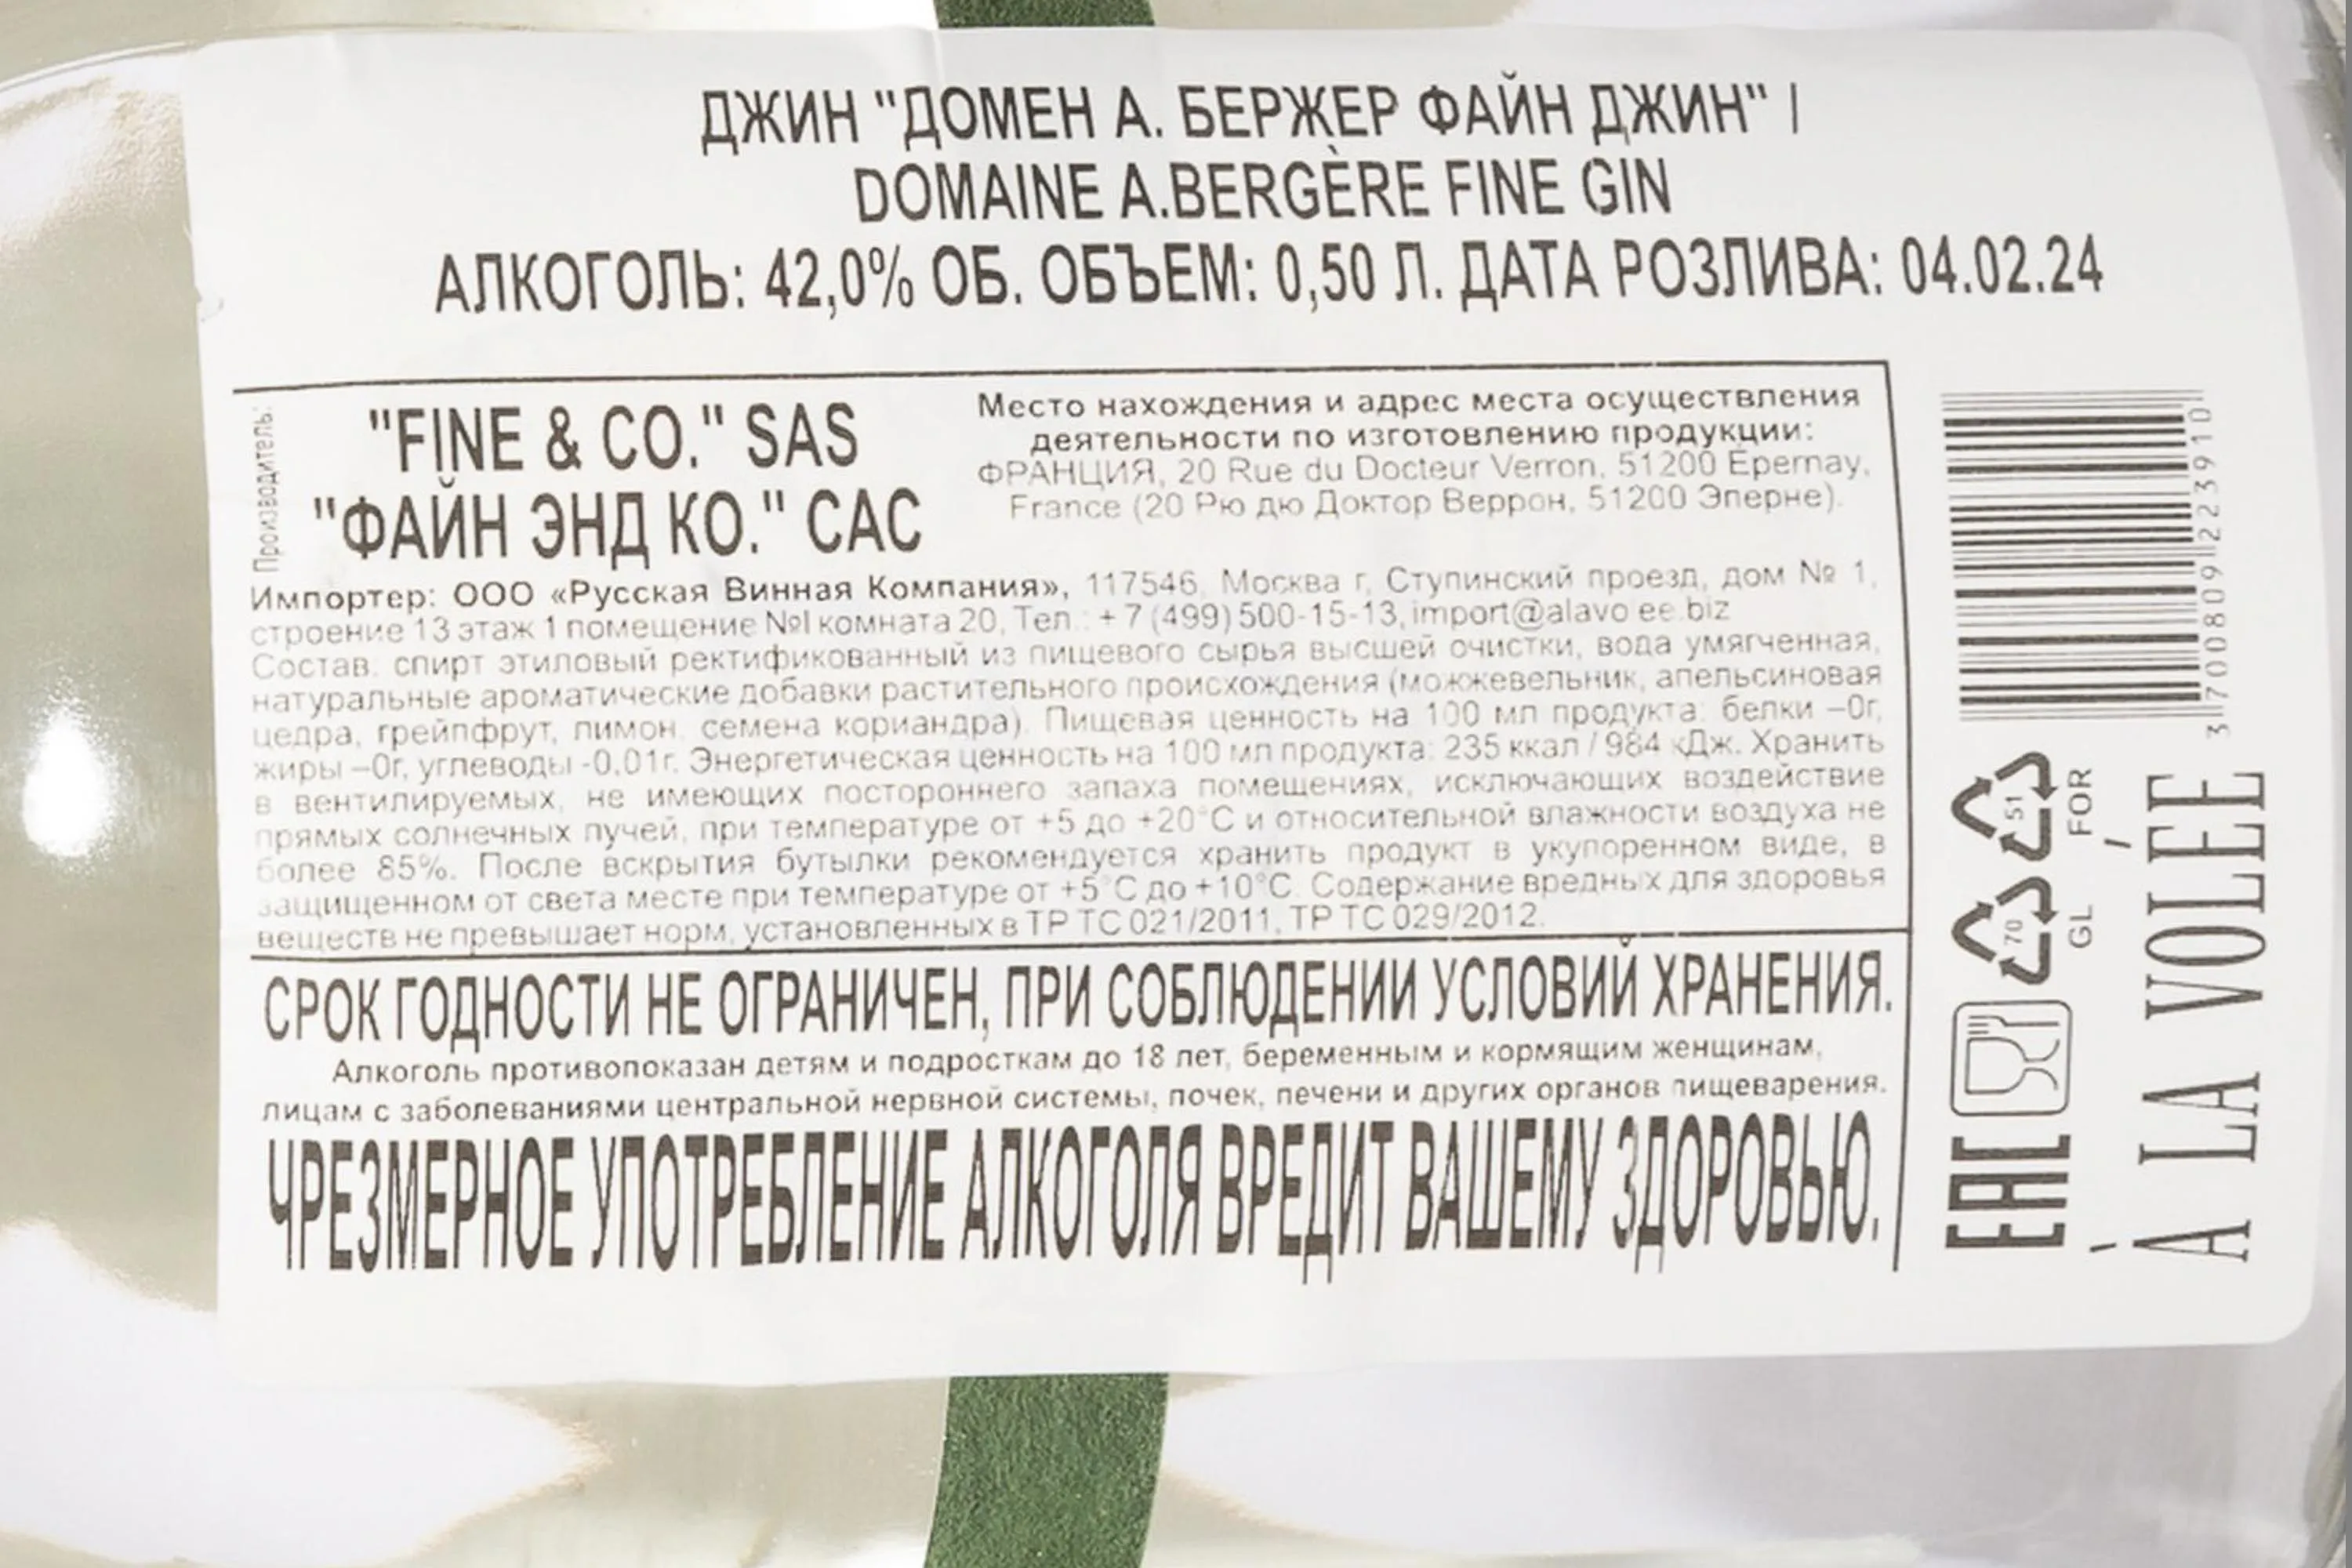 ДЖИН "ДОМЕН А. БЕРЖЕР ФАЙН ДЖИН" /
DOMAINE A.BERGÈRE FINE GIN
АЛКОГОЛЬ: 42,0% ОБ. ОБЪЕМ: 0,50 Л. ДАТА РОЗЛИВА: 04.02.24
Производитель:
"FINE & CO." SAS
"ФАЙН ЭНД КО." САС
Место нахождения и адрес места осуществления
деятельности по изготовлению продукции:
ФРАНЦИЯ, 20 Rue du Docteur Verron, 51200 Épernay,
France (20 Рю дю Доктор Веррон, 51200 Эперне).
Импортер: ООО «Русская Винная Компания», 117546, Москва г, Ступинский проезд, дом № 1,
строение 13 этаж 1 помещение №I комната 20, Тел.: +7 (499) 500-15-13, import@alavo ee.biz
Состав: спирт этиловый ректификованный из пищевого сырья высшей очистки, вода умягченная,
натуральные ароматические добавки растительного происхождения (можжевельник, апельсиновая
цедра, грейпфрут, лимон, семена кориандра). Пищевая ценность на 100 мл продукта: белки –0г,
жиры –0г, углеводы -0,01г. Энергетическая ценность на 100 мл продукта: 235 ккал / 984 кДж. Хранить
в вентилируемых, не имеющих постороннего запаха помещениях, исключающих воздействие
прямых солнечных лучей, при температуре от +5 до +20°С и относительной влажности воздуха не
более 85%. После вскрытия бутылки рекомендуется хранить продукт в укупоренном виде, в
защищенном от света месте при температуре от +5°С до +10°С. Содержание вредных для здоровья
веществ не превышает норм, установленных в ТР ТС 021/2011, ТР ТС 029/2012.
СРОК ГОДНОСТИ НЕ ОГРАНИЧЕН, ПРИ СОБЛЮДЕНИИ УСЛОВИЙ ХРАНЕНИЯ.
Алкоголь противопоказан детям и подросткам до 18 лет, беременным и кормящим женщинам,
лицам с заболеваниями центральной нервной системы, почек, печени и других органов пищеварения.
ЧРЕЗМЕРНОЕ УПОТРЕБЛЕНИЕ АЛКОГОЛЯ ВРЕДИТ ВАШЕМУ ЗДОРОВЬЮ.
3 700809 223910
51
FOR
70
GL
EAC
À LA VOLÉE